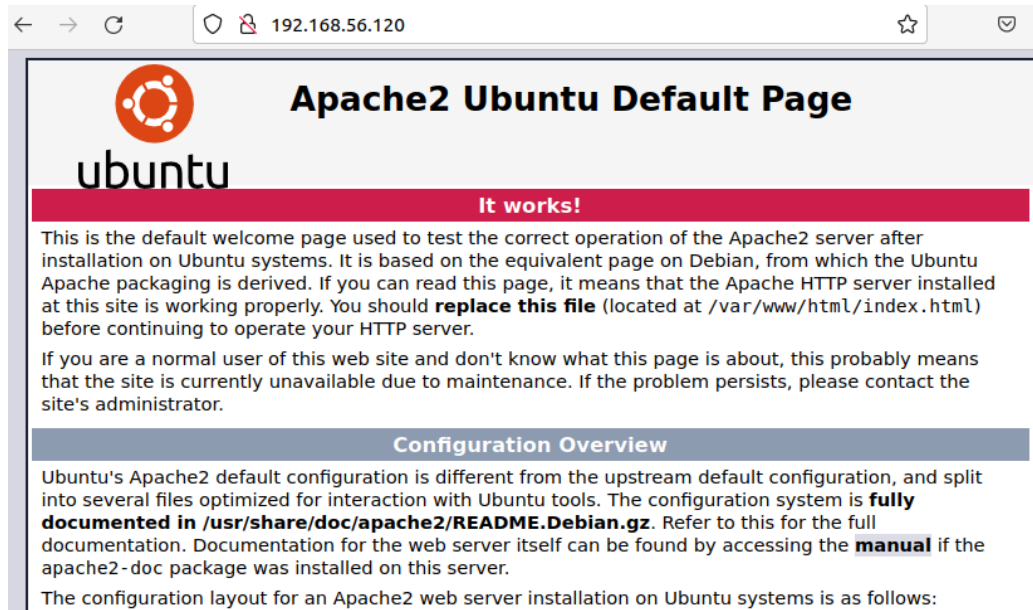 192.168.56.120
Apache2 Ubuntu Default Page
ubuntu
It works!
This is the default welcome page used to test the correct operation of the Apache2 server after
installation on Ubuntu systems. It is based on the equivalent page on Debian, from which the Ubuntu
Apache packaging is derived. If you can read this page, it means that the Apache HTTP server installed
at this site is working properly. You should replace this file (located at /var/www/html/index.html)
before continuing to operate your HTTP server.
If you are a normal user of this web site and don't know what this page is about, this probably means
that the site is currently unavailable due to maintenance. If the problem persists, please contact the
site's administrator.
Configuration Overview
Ubuntu's Apache2 default configuration is different from the upstream default configuration, and split
into several files optimized for interaction with Ubuntu tools. The configuration system is fully
documented in /usr/share/doc/apache2/README.Debian.gz. Refer to this for the full
documentation. Documentation for the web server itself can be found by accessing the manual if the
apache2-doc package was installed on this server.
The configuration layout for an Apache2 web server installation on Ubuntu systems is as follows: